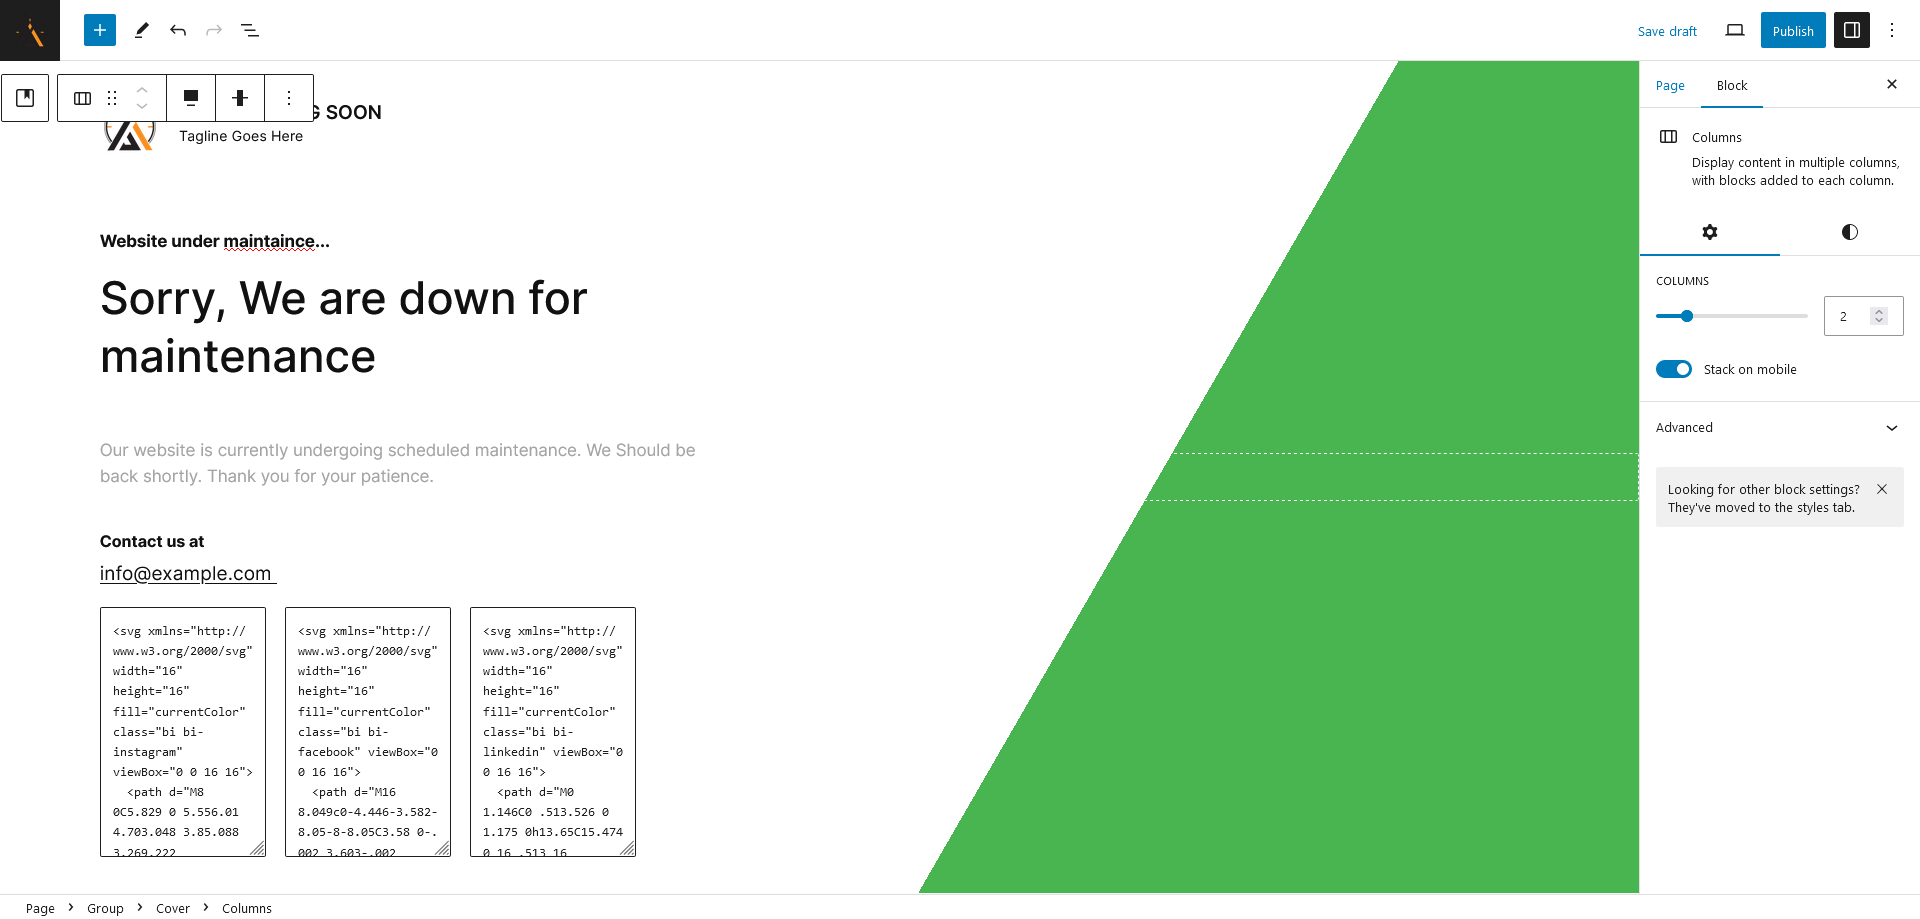 Save draft
Publish
G SOON
Tagline Goes Here
Website under maintaince...
Sorry, We are down for
maintenance
Our website is currently undergoing scheduled maintenance. We Should be
back shortly. Thank you for your patience.
Contact us at
info@example.com
<svg xmlns="http://
www.w3.org/2000/svg"
width="16"
height="16"
fill="currentColor"
class="bi bi-
instagram"
viewBox="0 0 16 16">
<path d="M8
0C5.829 0 5.556.01
4.703.048 3.85.088
3.269.222
<svg xmlns="http://
www.w3.org/2000/svg"
width="16"
height="16"
fill="currentColor"
class="bi bi-
facebook" viewBox="0
0 16 16">
<path d="M16
8.049c0-4.446-3.582-
8.05-8-8.05C3.58 0-.
002 3.603-.002
<svg xmlns="http://
www.w3.org/2000/svg"
width="16"
height="16"
fill="currentColor"
class="bi bi-
linkedin" viewBox="0
0 16 16">
<path d="M0
1.146C0 .513.526 0
1.175 0h13.65C15.474
0 16 .513 16
Page
Block
Columns
Display content in multiple columns,
with blocks added to each column.
COLUMNS
2
Stack on mobile
Advanced
Looking for other block settings?
They've moved to the styles tab.
Page > Group > Cover > Columns